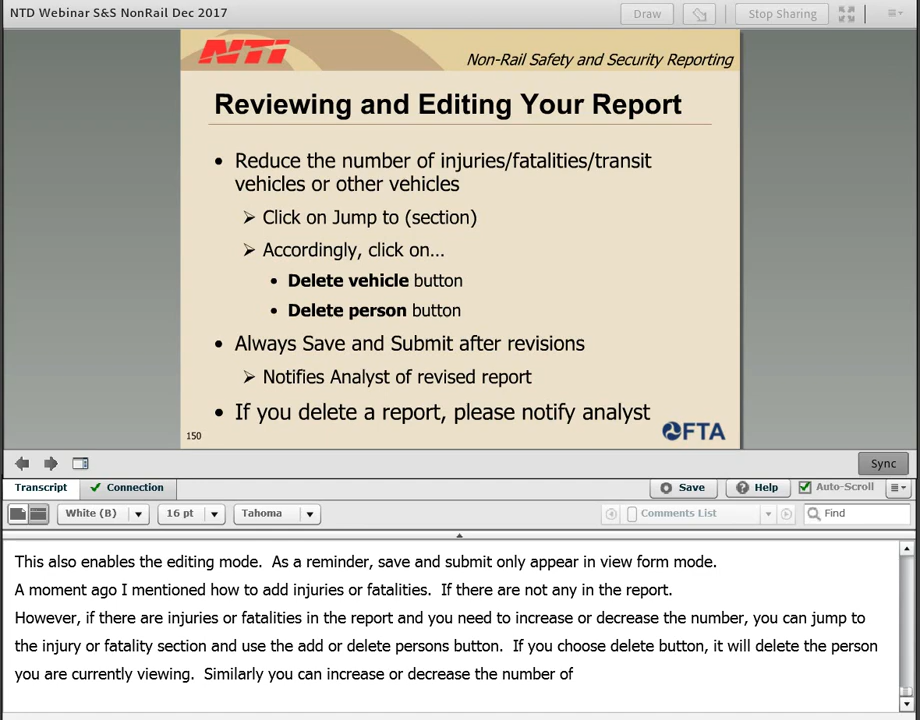 NTD Webinar S&S NonRail Dec 2017
Draw
Stop Sharing
NTI
Non-Rail Safety and Security Reporting
Reviewing and Editing Your Report
• Reduce the number of injuries/fatalities/transit
vehicles or other vehicles
➢ Click on Jump to (section)
➢ Accordingly, click on...
• Delete vehicle button
• Delete person button
• Always Save and Submit after revisions
➢ Notifies Analyst of revised report
• If you delete a report, please notify analyst
150
FTA
Sync
Transcript
Connection
Save
Help
Auto-Scroll
White (B)
16 pt
Tahoma
Comments List
Find
This also enables the editing mode.  As a reminder, save and submit only appear in view form mode.
A moment ago I mentioned how to add injuries or fatalities.  If there are not any in the report.
However, if there are injuries or fatalities in the report and you need to increase or decrease the number, you can jump to
the injury or fatality section and use the add or delete persons button.  If you choose delete button, it will delete the person
you are currently viewing.  Similarly you can increase or decrease the number of